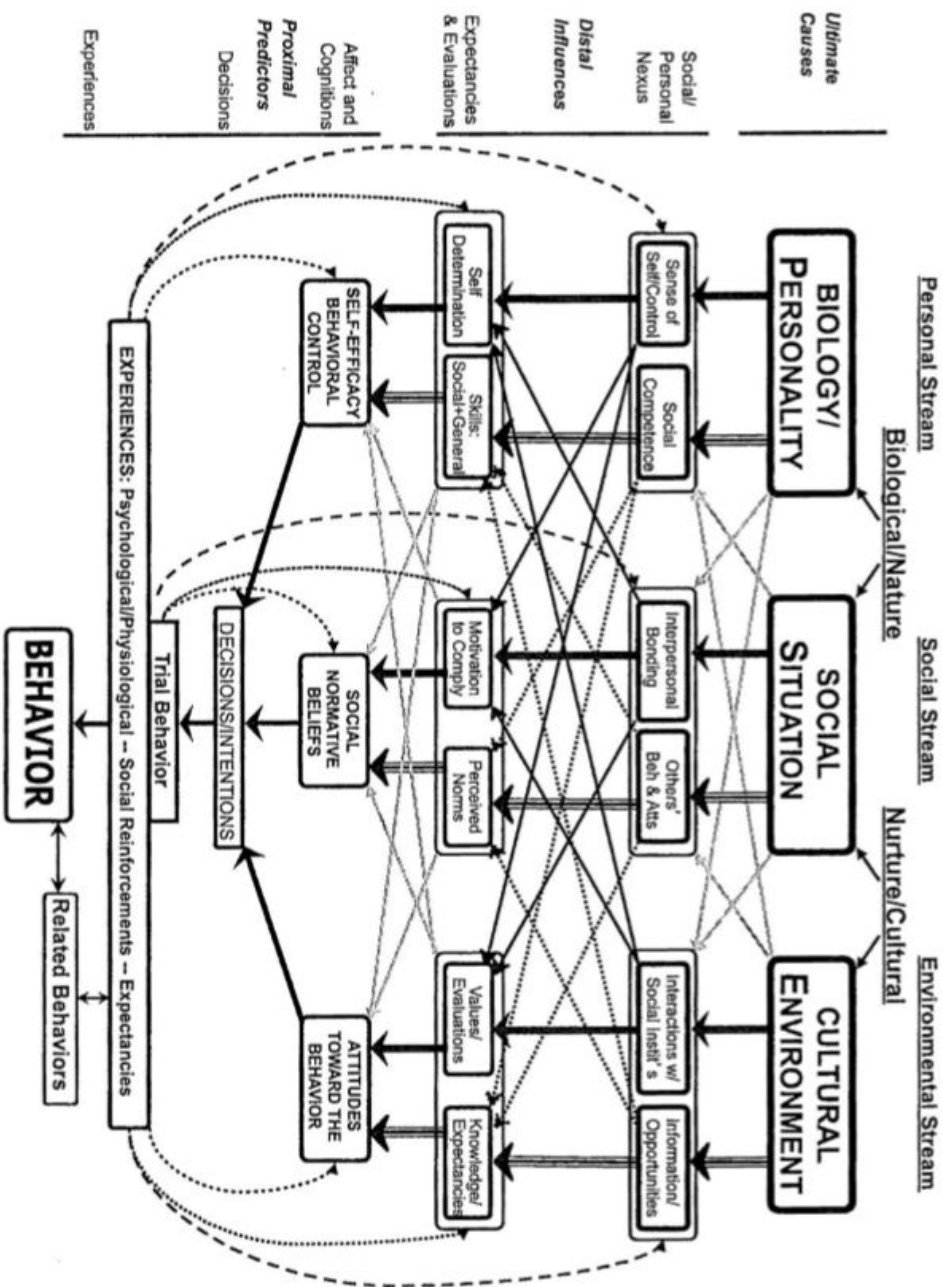 Personal Stream
Biological/Nature
Social Stream
Nurture/Cultural
Environmental Stream
Ultimate
Causes
BIOLOGY/
PERSONALITY
SOCIAL
SITUATION
CULTURAL
ENVIRONMENT
Social/
Personal
Nexus
Sense of
Self/Control
Social
Competence
Interpersonal
Bonding
Others'
Beh & Atts
Interactions w/
Social Instit's
Information/
Opportunities
Distal
Influences
Expectancies
& Evaluations
Self
Determination
Skills:
Social+General
Motivation
to Comply
Perceived
Norms
Values/
Evaluations
Knowledge/
Expectancies
Affect and
Cognitions
SELF-EFFICACY
BEHAVIORAL
CONTROL
SOCIAL
NORMATIVE
BELIEFS
ATTITUDES
TOWARD THE
BEHAVIOR
Proximal
Predictors
Decisions
DECISIONS/INTENTIONS
Trial Behavior
Experiences
EXPERIENCES: Psychological/Physiological -- Social Reinforcements -- Expectancies
BEHAVIOR
Related Behaviors